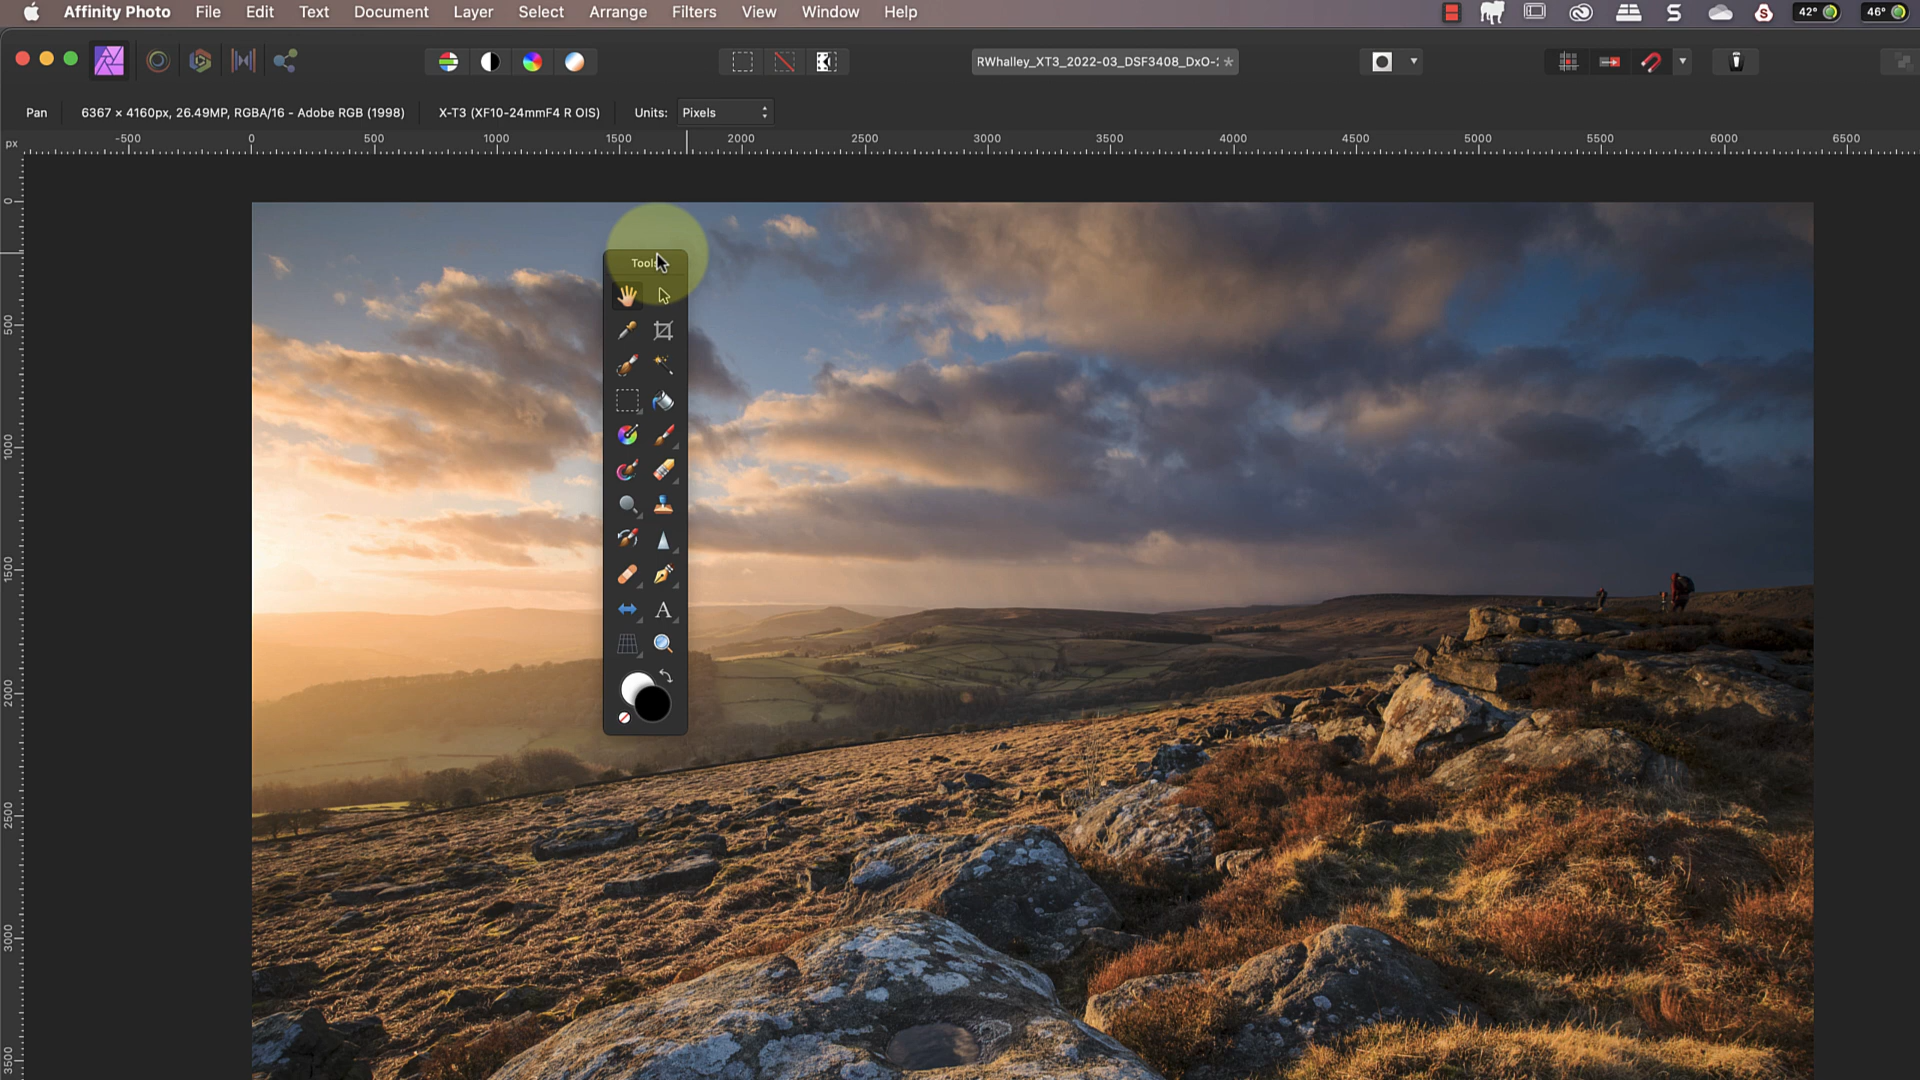 Affinity Photo File Edit Text Document Layer Select Arrange Filters View Window Help 42° 46°
RWhalley_XT3_2022-03_DSF3408_DxO-: *
Pan 6367 × 4160px, 26.49MP, RGBA/16 - Adobe RGB (1998) X-T3 (XF10-24mmF4 R OIS) Units: Pixels
px -500 0 500 1000 1500 2000 2500 3000 3500 4000 4500 5000 5500 6000 6500
0
500
1000
1500
2000
2500
3000
3500
Tools
A